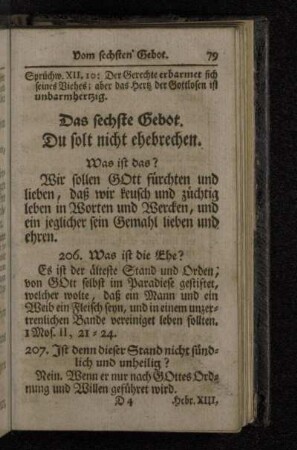 Vom sechsten Gebot. 79
Sprüchw. XII, 10: Der Gerechte erbarmet sich
seines Viehes: aber das Hertz der Gottlosen ist
unbarmhertzig.
Das sechste Gebot.
Du solt nicht ehebrechen.
Was ist das?
Wir sollen GOtt fürchten und
lieben, daß wir keusch und züchtig
leben in Worten und Wercken, und
ein jeglicher sein Gemahl lieben und
ehren.
206. Was ist die Ehe?
Es ist der älteste Stand und Orden,
von GOtt selbst im Paradiese gestiftet,
welcher wolte, daß ein Mann und ein
Weib ein Fleisch seyn, und in einem unzer-
trenlichen Bande vereiniget leben sollten.
1 Mos. II, 21-24.
207. Ist denn dieser Stand nicht sünd-
lich und unheilig?
Nein. Wenn er nur nach GOttes Ord-
nung und Willen geführet wird.
D 4 Hebr. XIII,